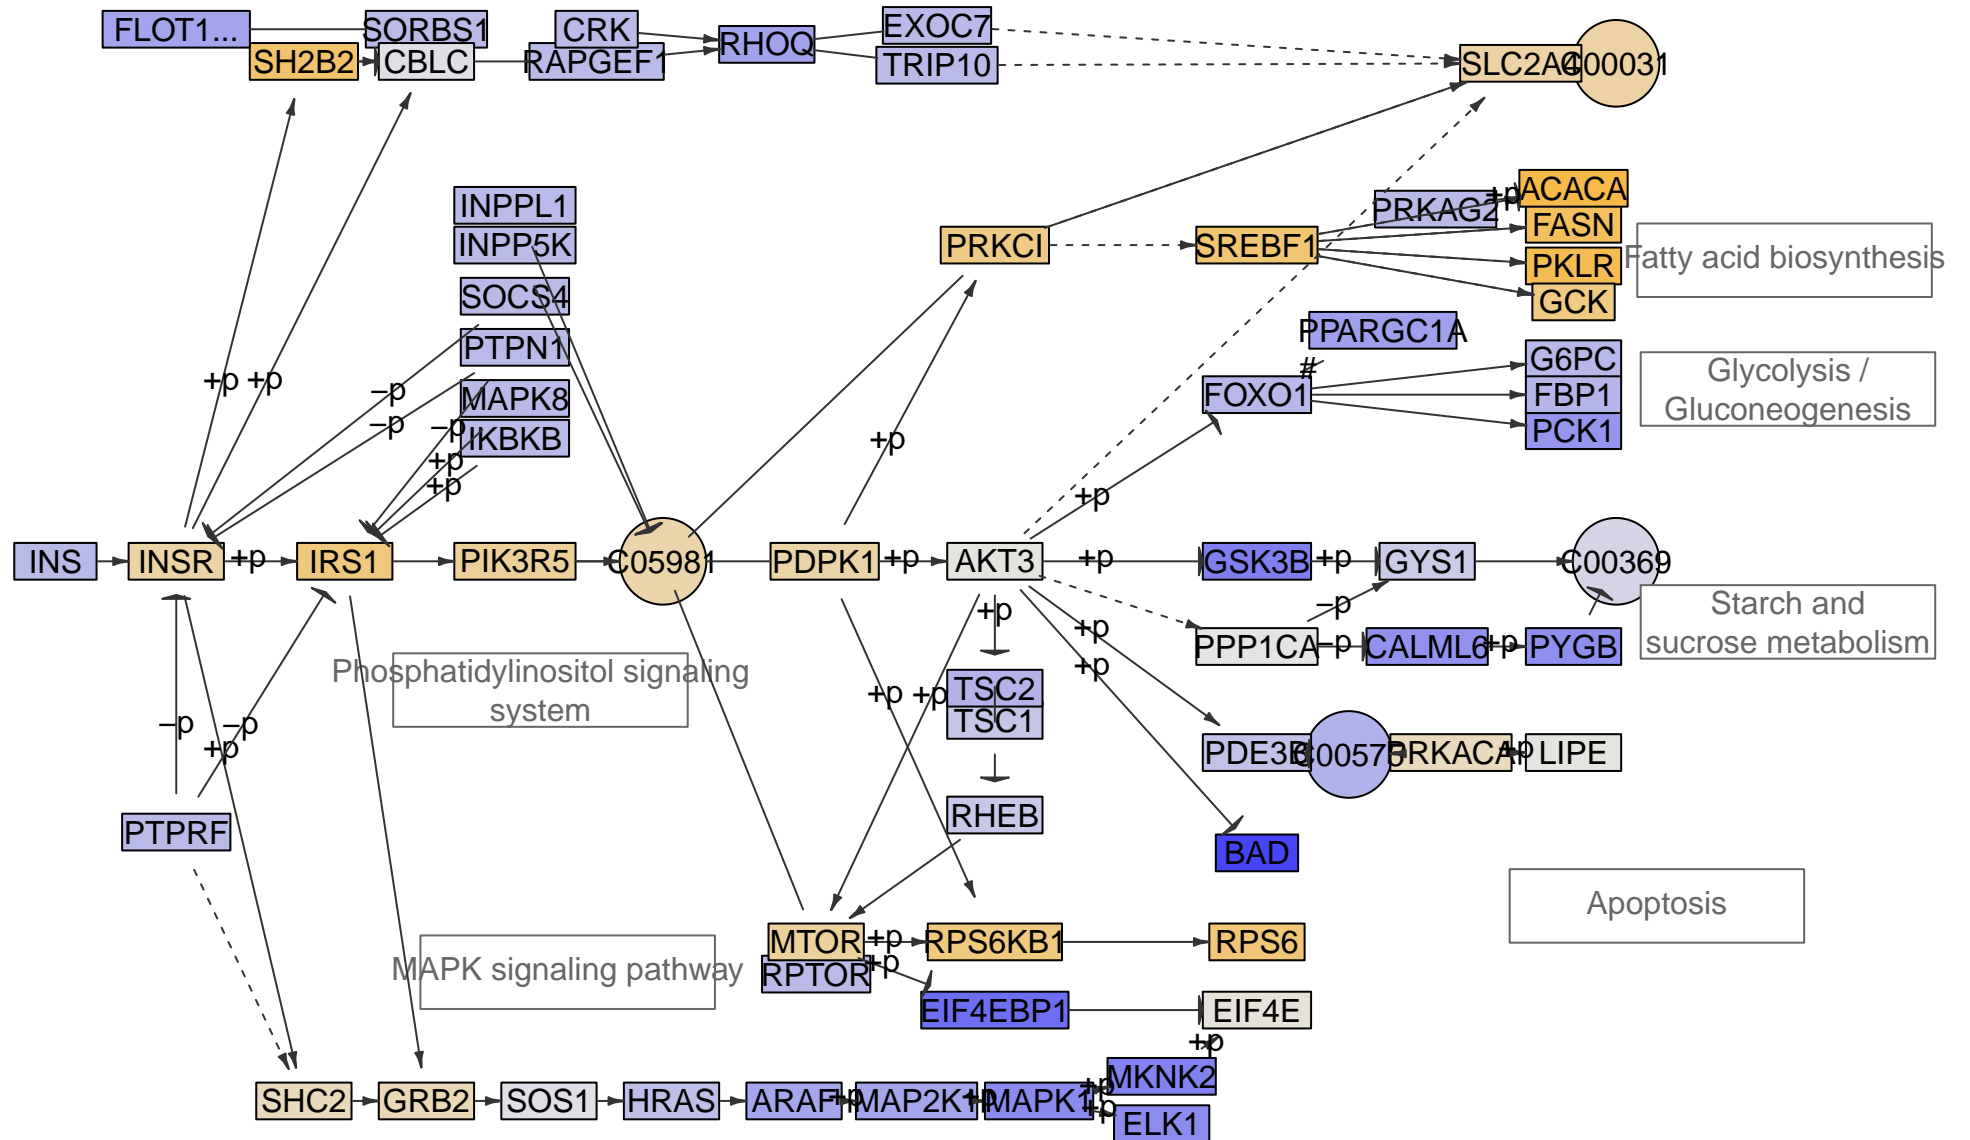 FLOT1...
SORBS1
CRK
EXOC7
SH2B2
CBLC
RAPGEF1
RHOQ
TRIP10
SLC2A4
C00031
INPPL1
INPP5K
SOCS4
PTPN1
MAPK8
IKBKB
PRKCI
SREBF1
PRKAG2
+p
ACACA
FASN
PKLR
GCK
Fatty acid biosynthesis
PPARGC1A
#
FOXO1
G6PC
FBP1
PCK1
Glycolysis /
Gluconeogenesis
+p
+p
−p
−p
−p
+p
+p
+p
+p
INS
INSR
+p
IRS1
PIK3R5
C05981
PDPK1
+p
AKT3
+p
GSK3B
+p
GYS1
C00369
+p
−p
+p
PPP1CA
−p
CALML6
+p
PYGB
Starch and
sucrose metabolism
Phosphatidylinositol signaling
system
+p
+p
+p
TSC2
TSC1
−p
+p
−p
PDE3B
C00575
PRKACA
+p
LIPE
PTPRF
RHEB
BAD
Apoptosis
MTOR
+p
RPS6KB1
RPS6
RPTOR
+p
MAPK signaling pathway
EIF4EBP1
EIF4E
+p
SHC2
GRB2
SOS1
HRAS
ARAF
+p
MAP2K1
+p
MAPK1
+p
+p
MKNK2
ELK1